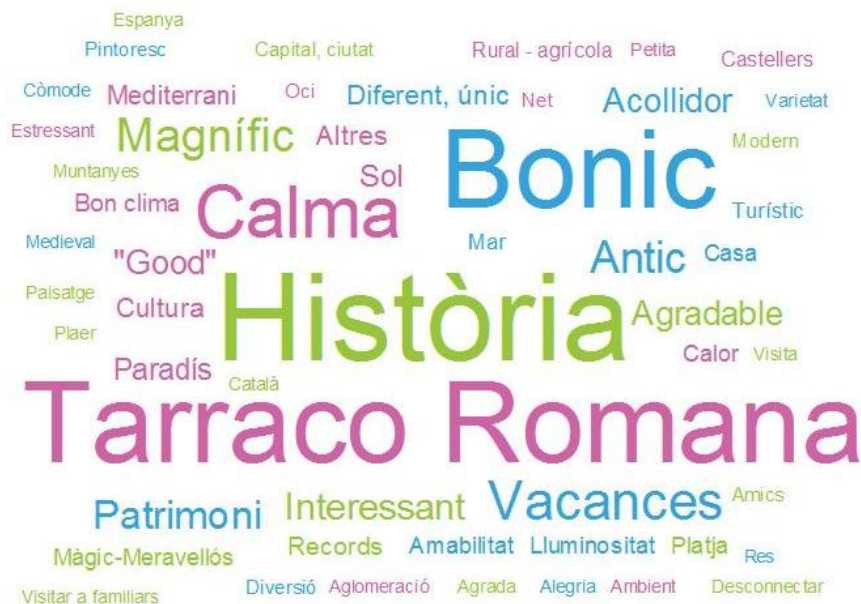 Espanya
Pintoresc Capital, ciutat Rural - agrícola Petita Castellers
Còmode Mediterrani Oci Diferent, únic Net Acollidor Varietat
Estressant Magnífic Altres Bonic Modern
Muntanyes Sol
Bon clima Calma Turístic
Medieval "Good" Mar Antic Casa
Paisatge Cultura Història Agradable
Plaer Paradís Calor Visita
Català
Tarraco Romana
Patrimoni Interessant Vacances Amics
Màgic-Meravellós Records Amabilitat Lluminositat Platja Res
Visitar a familiars Diversió Aglomeració Agrada Alegria Ambient Desconnectar